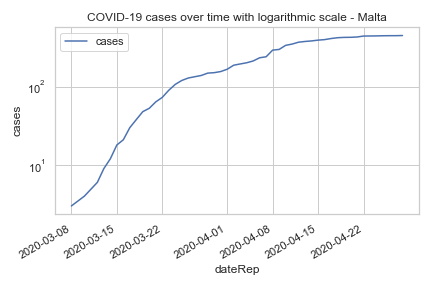 COVID-19 cases over time with logarithmic scale - Malta
cases
10²
10¹
cases
2020-03-08
2020-03-15
2020-03-22
2020-04-01
2020-04-08
2020-04-15
2020-04-22
dateRep